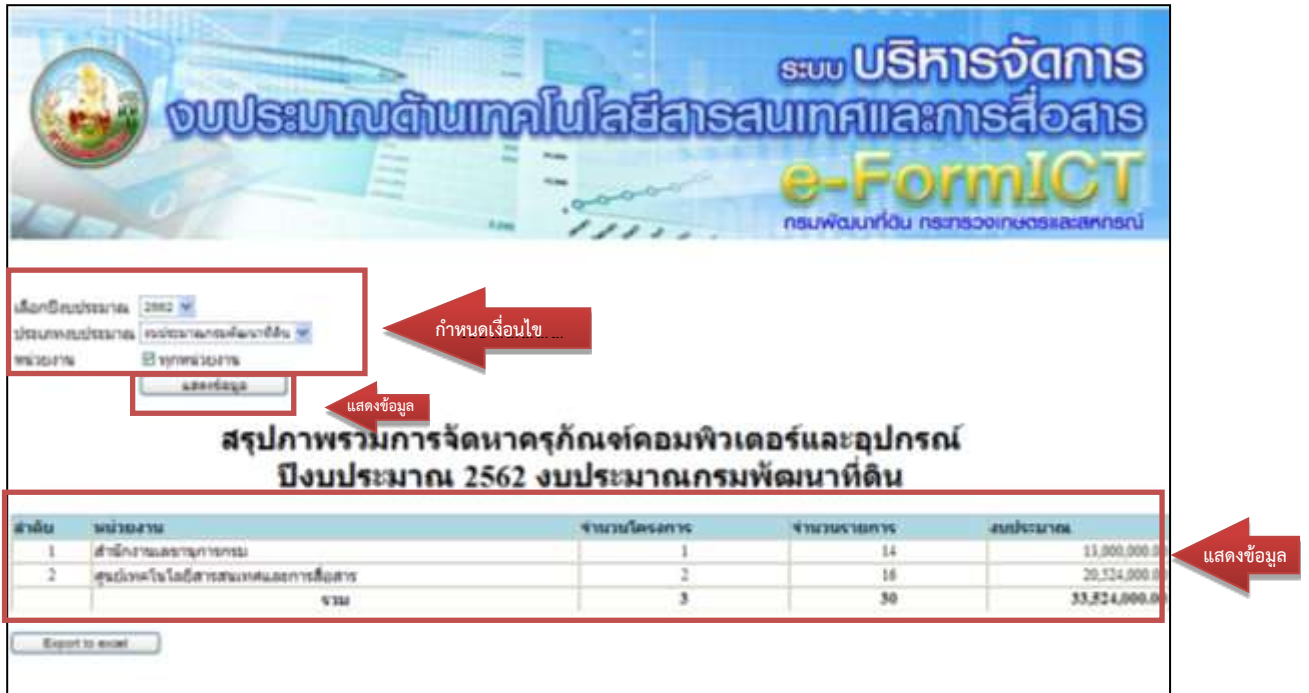 ระบบ บริหารจัดการ
งบประมาณด้านเทคโนโลยีสารสนเทศและการสื่อสาร
e-FormICT
กรมพัฒนาที่ดิน กระทรวงเกษตรและสหกรณ์
เลือกปีงบประมาณ 2562
ประเภทงบประมาณ งบประมาณกรมพัฒนาที่ดิน
กำหนดเงื่อนไข
หน่วยงาน ทุกหน่วยงาน
แสดงข้อมูล
แสดงข้อมูล
สรุปภาพรวมการจัดหาครุภัณฑ์คอมพิวเตอร์และอุปกรณ์
ปีงบประมาณ 2562 งบประมาณกรมพัฒนาที่ดิน
ลำดับ หน่วยงาน จำนวนโครงการ จำนวนรายการ งบประมาณ
1 สำนักงานเลขานุการกรม 1 14 13,000,000.00
2 ศูนย์เทคโนโลยีสารสนเทศและการสื่อสาร 2 16 20,524,000.00
รวม 3 30 33,524,000.00
แสดงข้อมูล
Export to excel